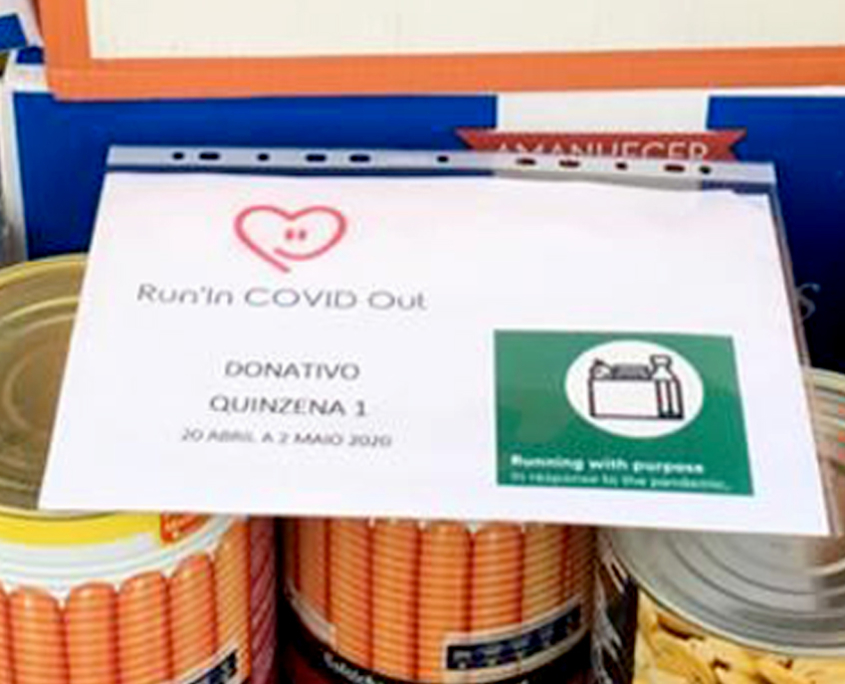 AMANHECER
Run'In COVID Out
DONATIVO
QUINZENA 1
20 ABRIL A 2 MAIO 2020
Running with purpose
in response to the pandemic.